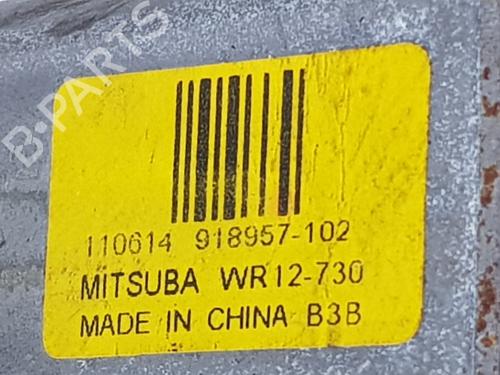 B-PARTS
110614 918957-102
MITSUBA WR12-730
MADE IN CHINA B3B